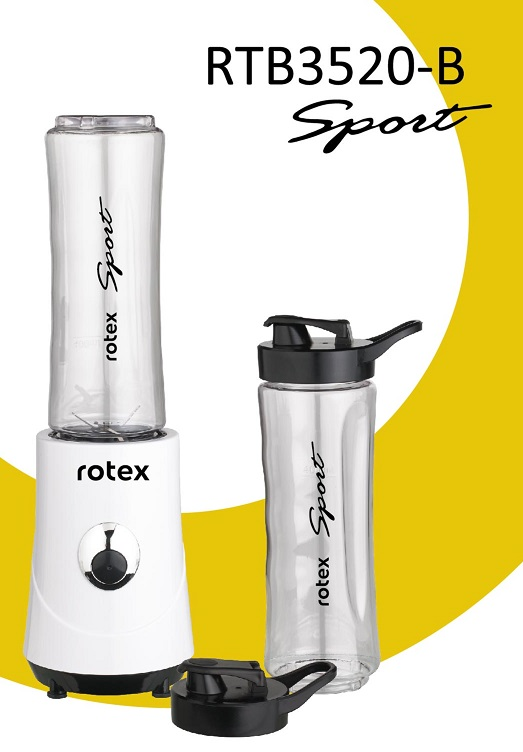 RTB3520-B
Sport
rotex Sport
rotex
rotex Sport